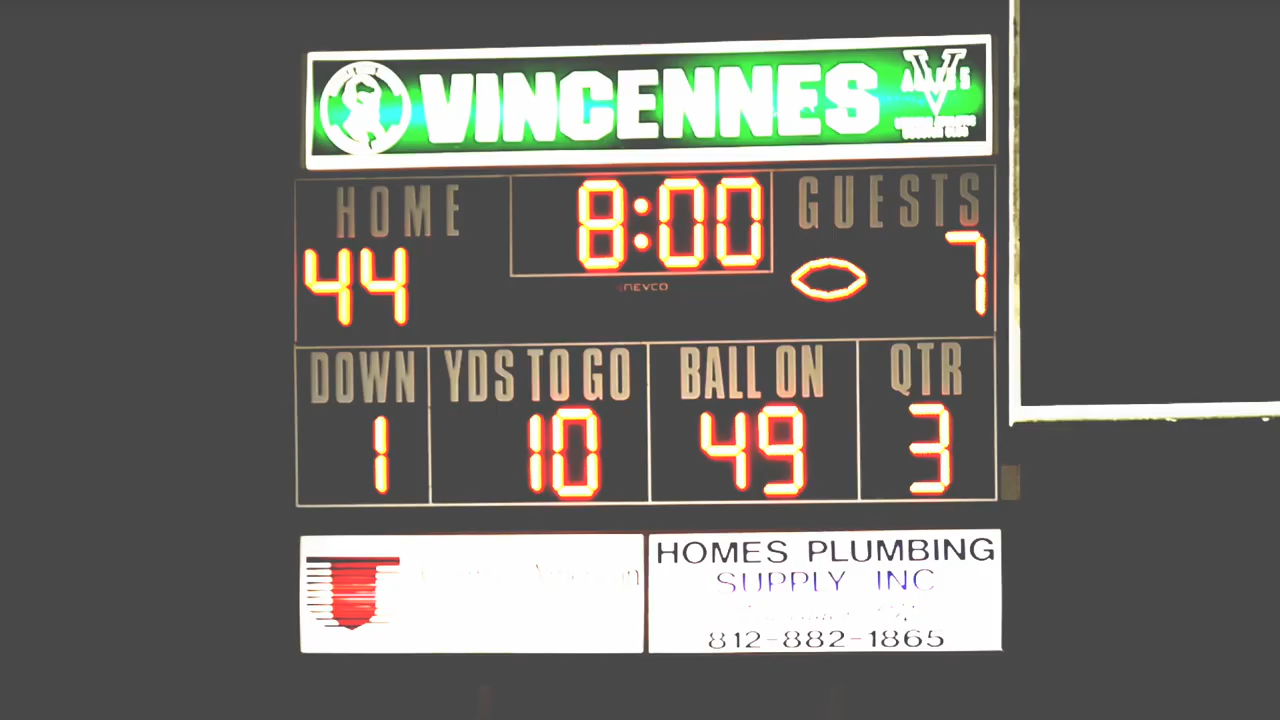 VINCENNES
V
HOME
8:00
GUESTS
44
7
NEVCO
DOWN
YDS TO GO
BALL ON
QTR
1
10
49
3
HOMES PLUMBING
SUPPLY INC
812-882-1865